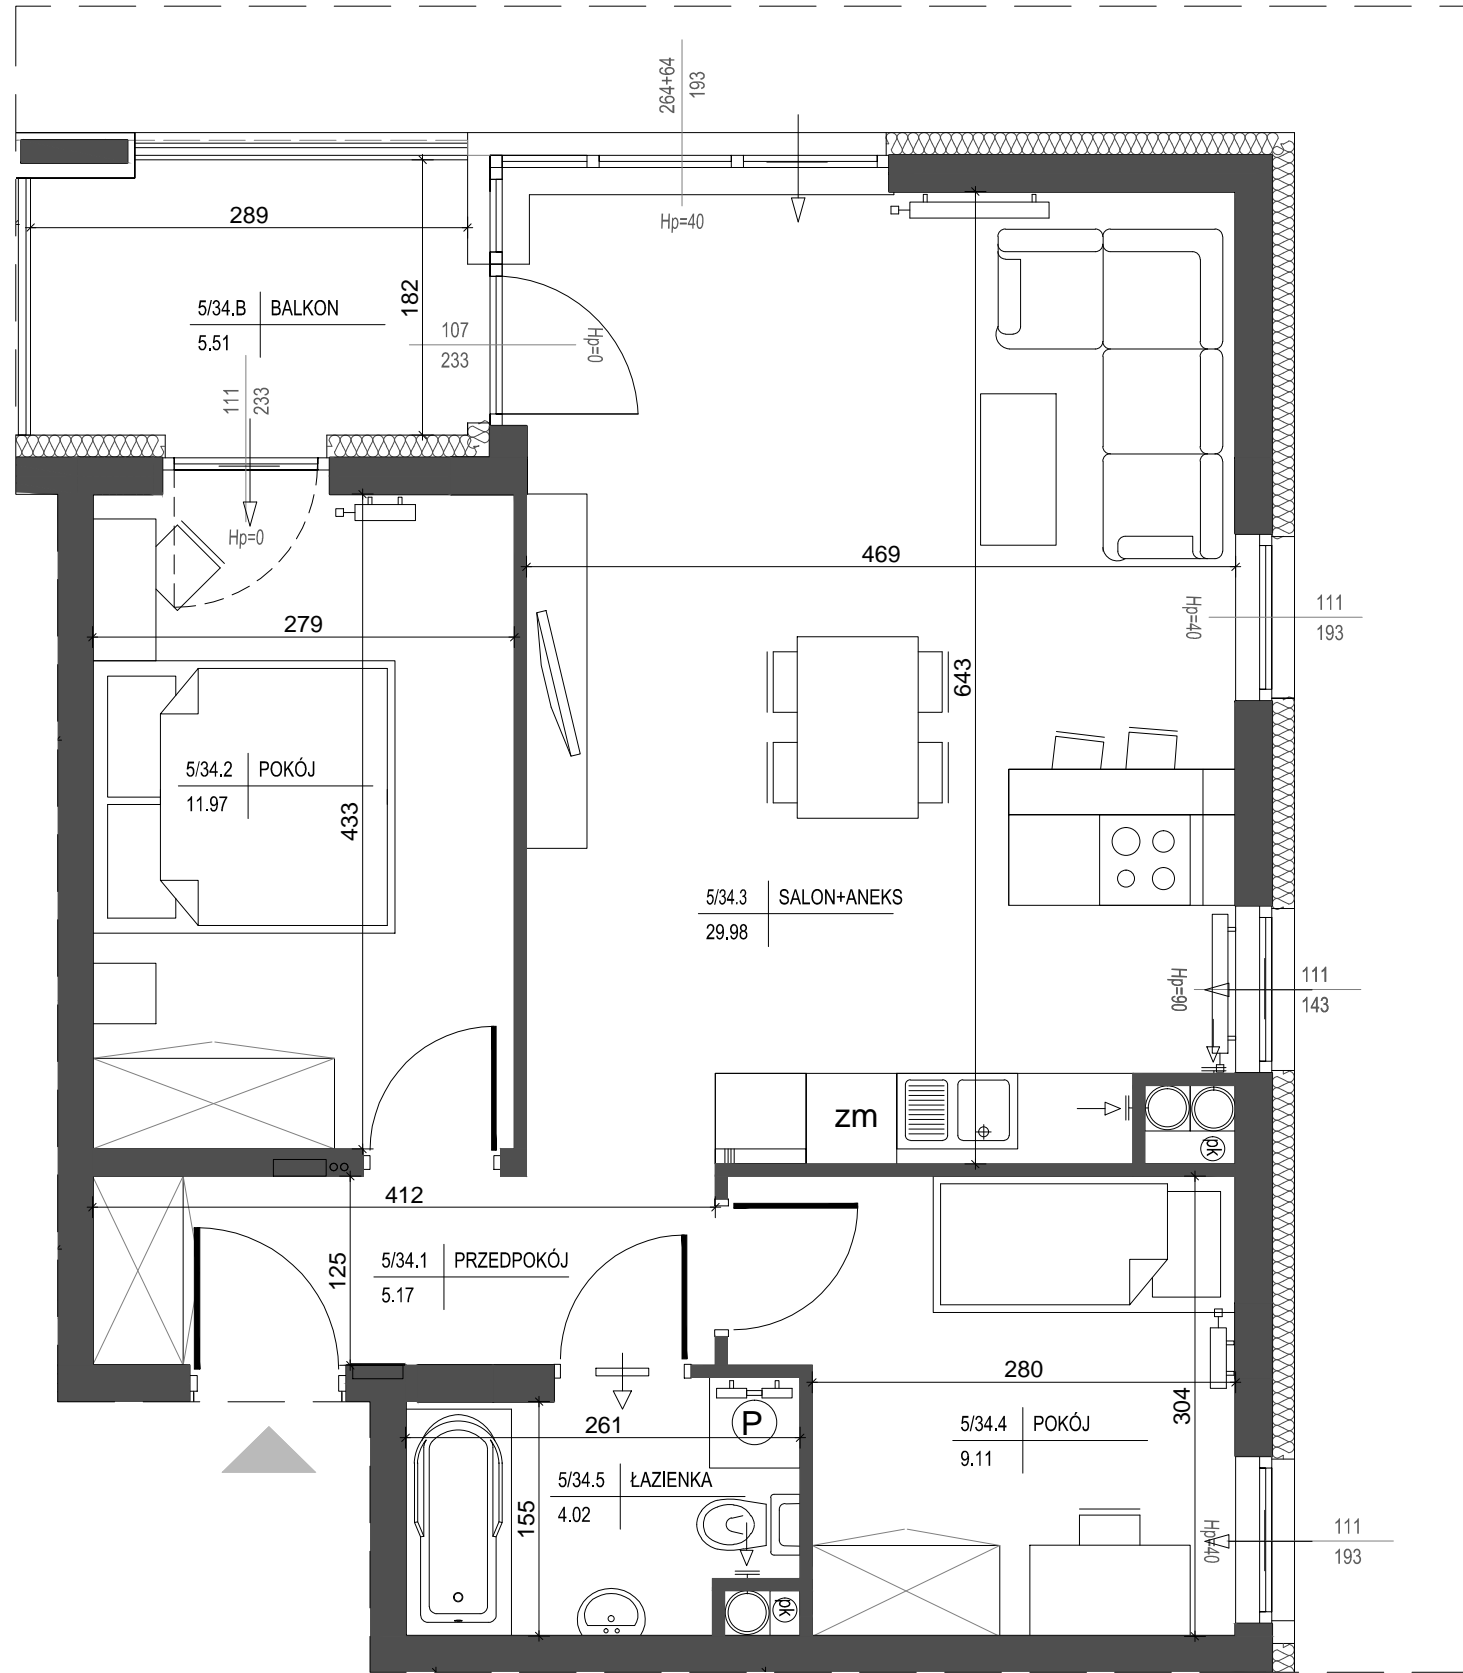 264+64
193
Hp=40
289
182
5/34.B BALKON
5.51
107
233
Hp=0
111
233
Hp=0
469
279
Hp=40
111
193
643
5/34.2 POKÓJ
11.97
433
5/34.3 SALON+ANEKS
29.98
Hp=90
111
143
zm
pk
412
125
5/34.1 PRZEDPOKÓJ
5.17
280
304
P
261
5/34.4 POKÓJ
9.11
5/34.5 ŁAZIENKA
4.02
155
Hp=40
111
193
pk